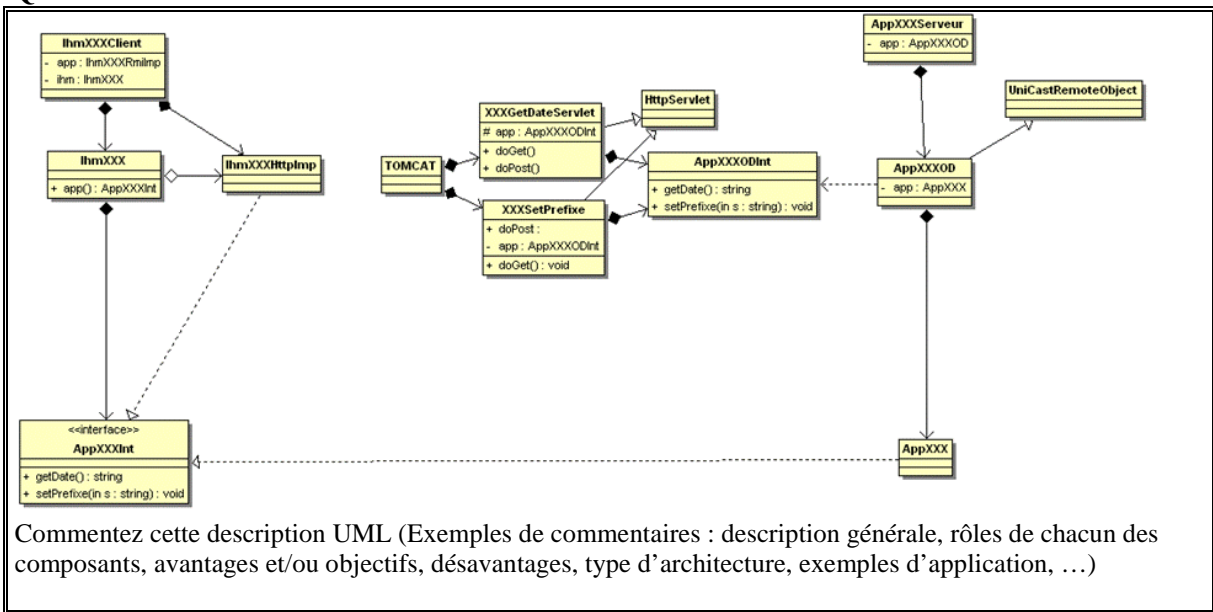 IhmXXXClient
- app : IhmXXXRmiImp
- ihm : IhmXXX
IhmXXX
+ app() : AppXXXInt
IhmXXXHttpImp
TOMCAT
XXXGetDateServlet
# app : AppXXXODInt
+ doGet()
+ doPost()
XXXSetPrefixe
+ doPost :
- app : AppXXXODInt
+ doGet() : void
HttpServlet
AppXXXODInt
+ getDate() : string
+ setPrefixe(in s : string) : void
AppXXXServeur
- app : AppXXXOD
UniCastRemoteObject
AppXXXOD
- app : AppXXX
<<interface>>
AppXXXInt
+ getDate() : string
+ setPrefixe(in s : string) : void
AppXXX
Commentez cette description UML (Exemples de commentaires : description générale, rôles de chacun des
composants, avantages et/ou objectifs, désavantages, type d'architecture, exemples d'application, …)